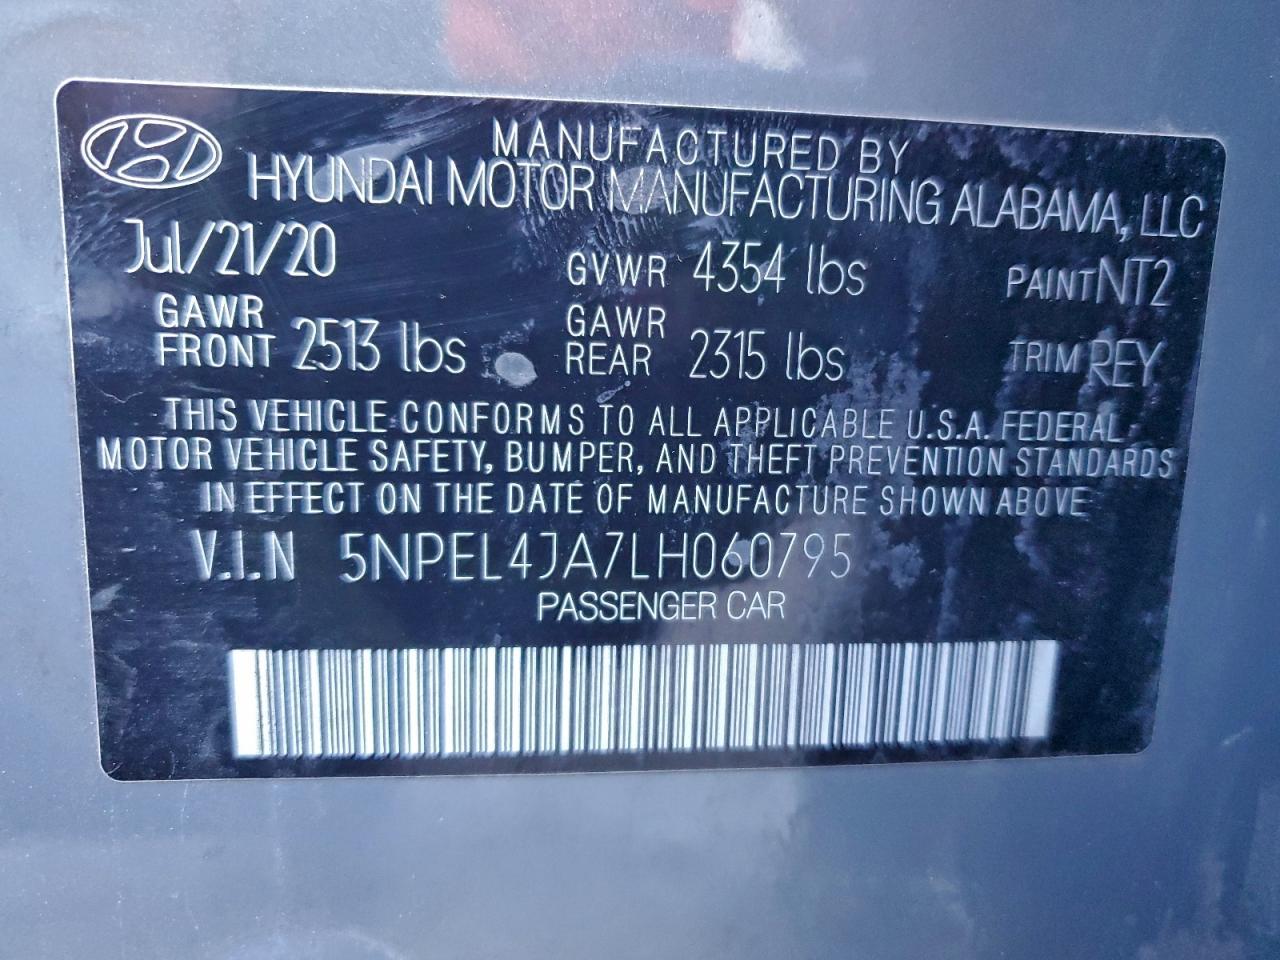 MANUFACTURED BY
HYUNDAI MOTOR MANUFACTURING ALABAMA, LLC
Jul/21/20 GVWR 4354 lbs PAINT NT2
GAWR FRONT 2513 lbs GAWR REAR 2315 lbs TRIM REY
THIS VEHICLE CONFORMS TO ALL APPLICABLE U.S.A. FEDERAL
MOTOR VEHICLE SAFETY, BUMPER, AND THEFT PREVENTION STANDARDS
IN EFFECT ON THE DATE OF MANUFACTURE SHOWN ABOVE
V.I.N 5NPEL4JA7LH060795
PASSENGER CAR